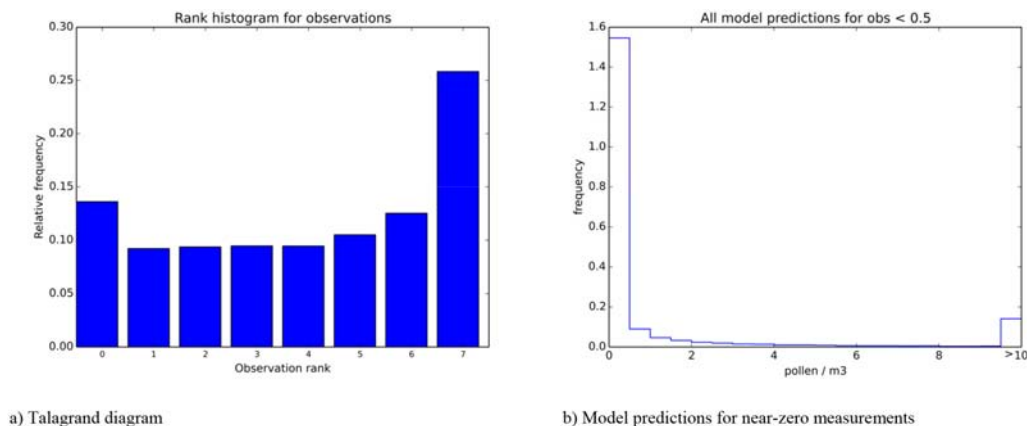 Rank histogram for observations
0.30
0.25
0.20
0.15
0.10
0.05
0.00
Relative frequency
0 1 2 3 4 5 6 7
Observation rank
All model predictions for obs < 0.5
1.6
1.4
1.2
1.0
0.8
0.6
0.4
0.2
0.0
frequency
0 2 4 6 8 >10
pollen / m3
a) Talagrand diagram
b) Model predictions for near-zero measurements